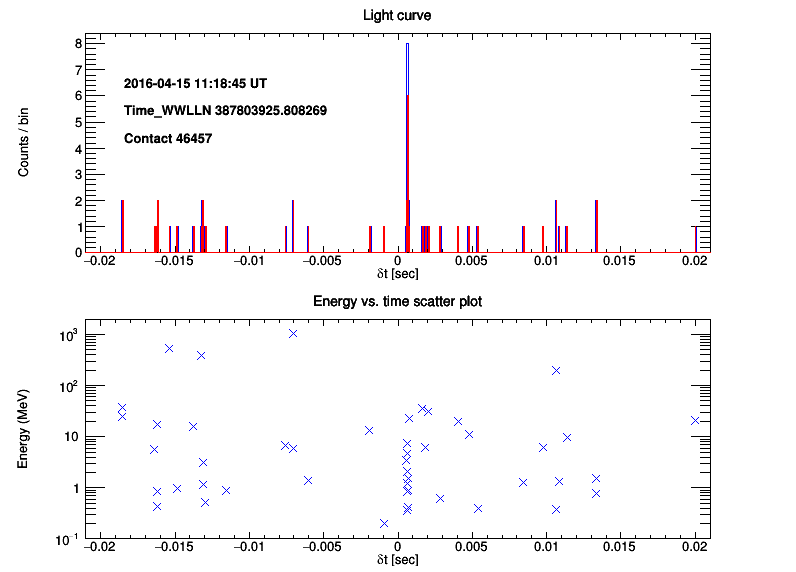 Light curve
Counts / bin
8
7
6
5
4
3
2
1
0
2016-04-15 11:18:45 UT
Time_WWLLN 387803925.808269
Contact 46457
−0.02 −0.015 −0.01 −0.005 0 0.005 0.01 0.015 0.02
δt [sec]
Energy vs. time scatter plot
Energy (MeV)
10³
10²
10
1
10⁻¹
−0.02 −0.015 −0.01 −0.005 0 0.005 0.01 0.015 0.02
δt [sec]